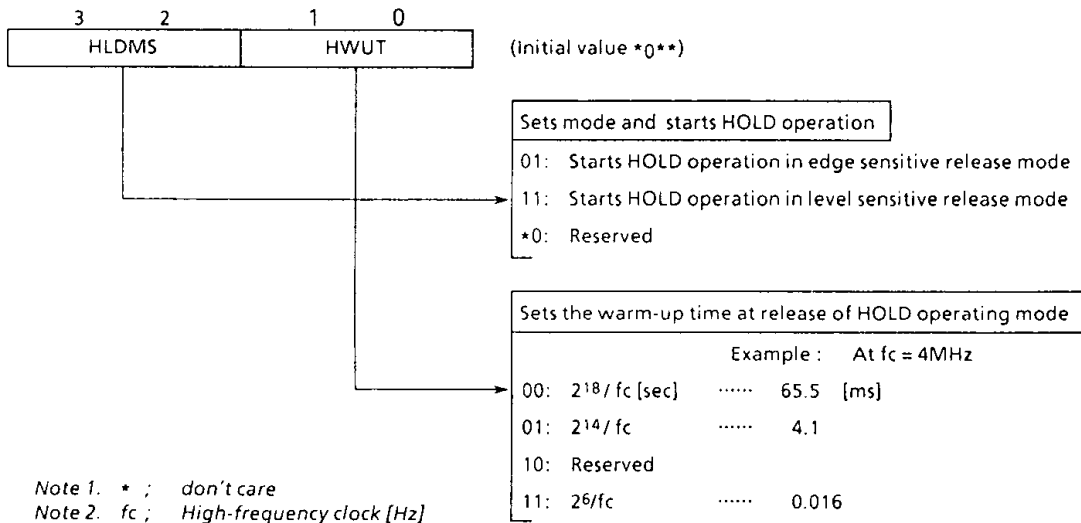 3 2 1 0
HLDMS HWUT (Initial value *0**)
Sets mode and starts HOLD operation
01: Starts HOLD operation in edge sensitive release mode
11: Starts HOLD operation in level sensitive release mode
*0: Reserved
Sets the warm-up time at release of HOLD operating mode
Example : At fc = 4MHz
00: 2¹⁸/ fc [sec] ······ 65.5 [ms]
01: 2¹⁴/ fc ······ 4.1
10: Reserved
11: 2⁶/fc ······ 0.016
Note 1. * ; don't care
Note 2. fc ; High-frequency clock [Hz]